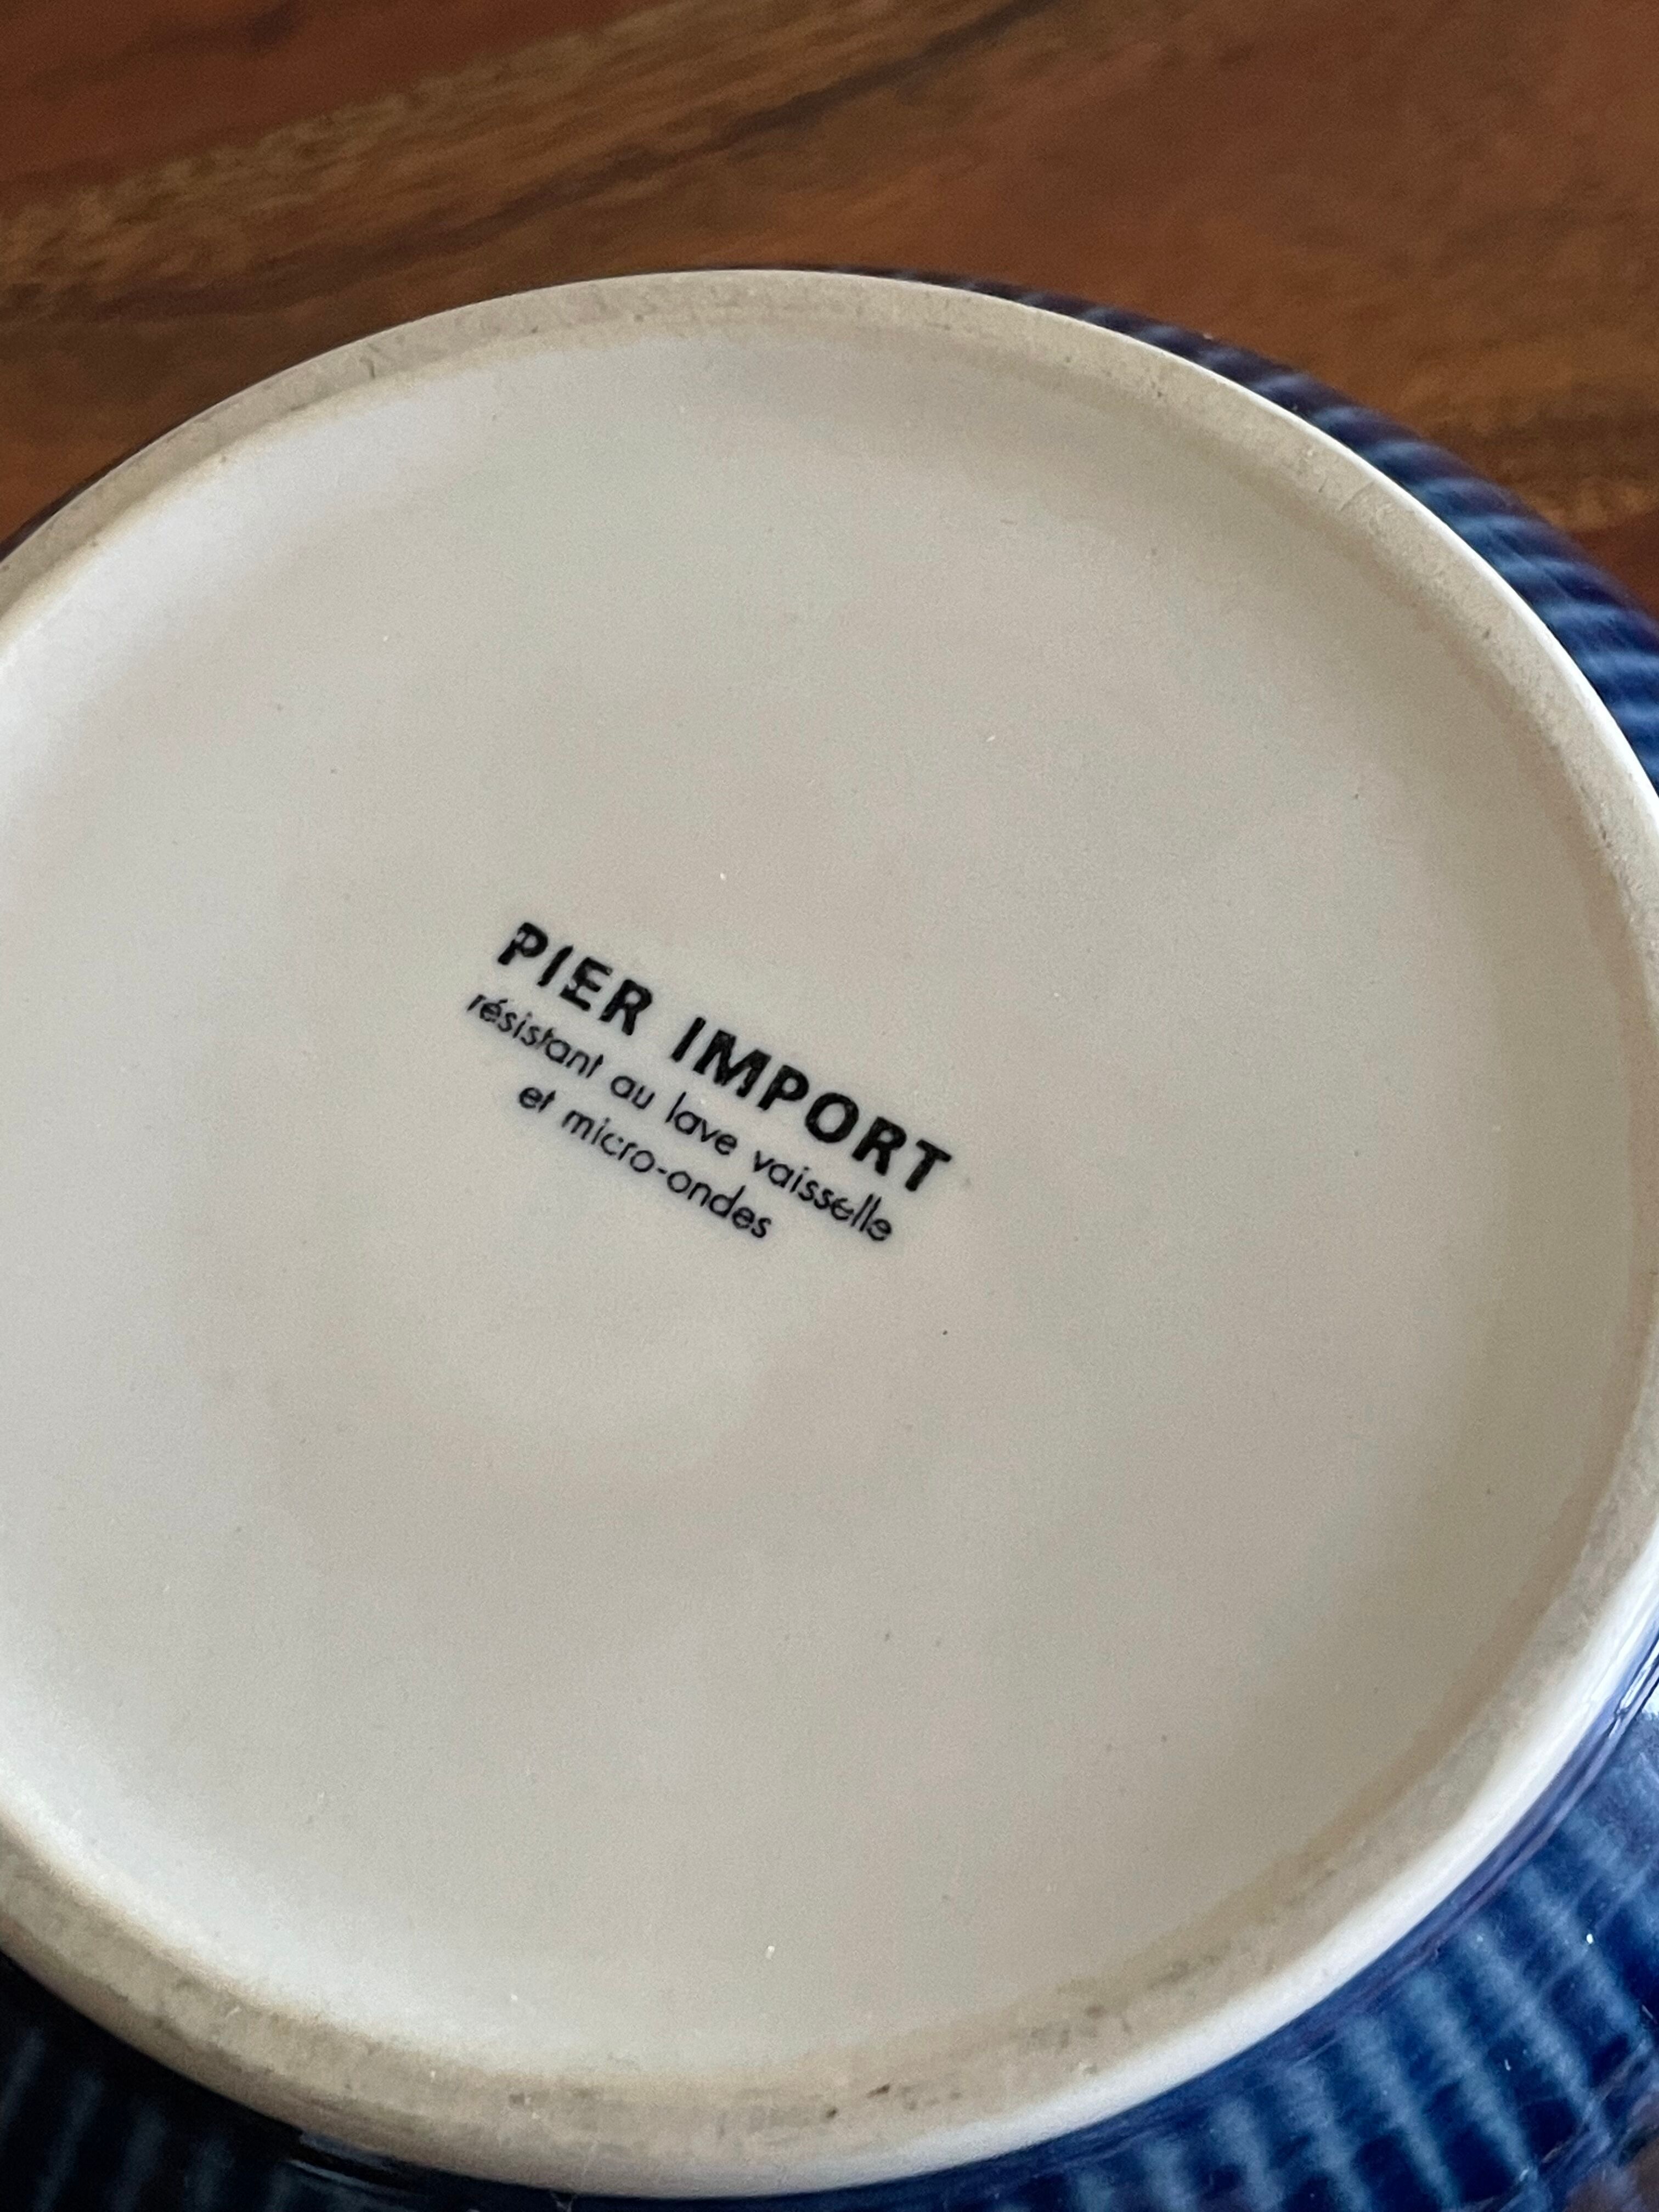 PIER IMPORT
résistant au lave vaisselle
et micro-ondes